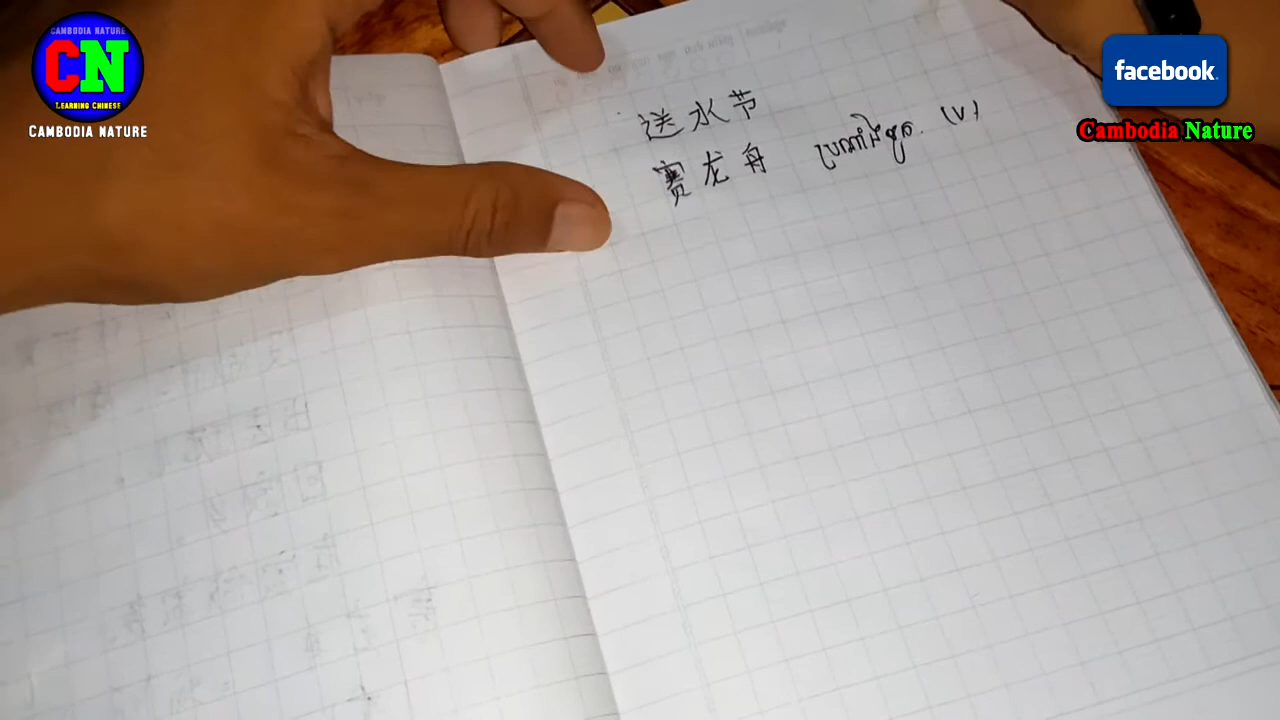 CAMBODIA NATURE
CN
LEARNING CHINESE
CAMBODIA NATURE
facebook
Cambodia Nature
送水节
赛龙舟 ប្រណាំងទូក. (V)